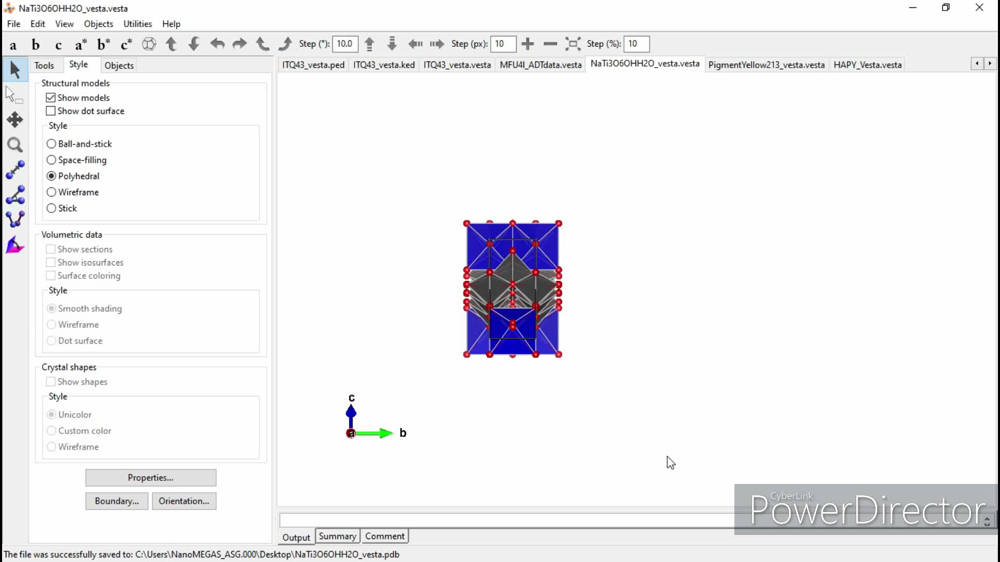 NaTi3O6OHH2O_vesta.vesta
File Edit View Objects Utilities Help
a b c a* b* c* Step (°): 10.0 Step (px): 10 Step (%): 10
Tools Style Objects
ITQ43_vesta.ped ITQ43_vesta.ked ITQ43_vesta.vesta MFU4l_ADTdata.vesta NaTi3O6OHH2O_vesta.vesta PigmentYellow213_vesta.vesta HAPY_Vesta.vesta
Structural models
Show models
Show dot surface
Style
Ball-and-stick
Space-filling
Polyhedral
Wireframe
Stick
Volumetric data
Show sections
Show isosurfaces
Surface coloring
Style
Smooth shading
Wireframe
Dot surface
Crystal shapes
Show shapes
Style
Unicolor
Custom color
Wireframe
Properties...
Boundary... Orientation...
c
a b
CyberLink
PowerDirector
Output Summary Comment
The file was successfully saved to: C:\Users\NanoMEGAS_ASG.000\Desktop\NaTi3O6OHH2O_vesta.pdb